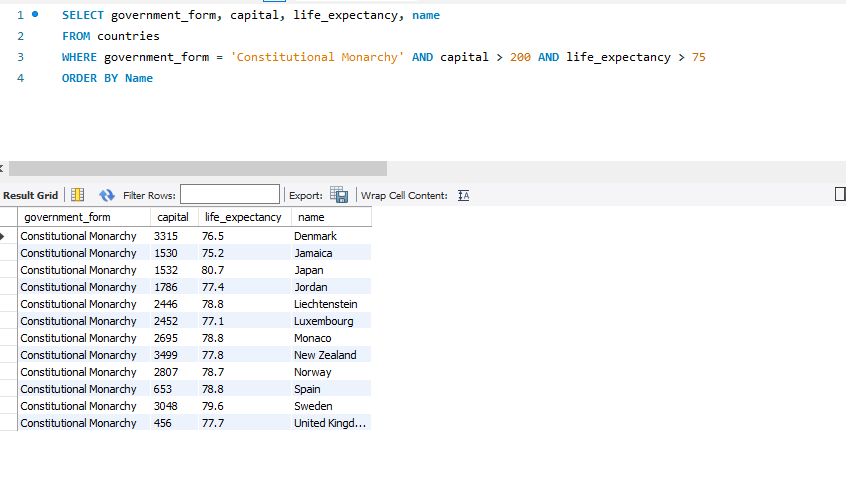 1 SELECT government_form, capital, life_expectancy, name
2 FROM countries
3 WHERE government_form = 'Constitutional Monarchy' AND capital > 200 AND life_expectancy > 75
4 ORDER BY Name
Result Grid Filter Rows: Export: Wrap Cell Content:
government_form capital life_expectancy name
Constitutional Monarchy 3315 76.5 Denmark
Constitutional Monarchy 1530 75.2 Jamaica
Constitutional Monarchy 1532 80.7 Japan
Constitutional Monarchy 1786 77.4 Jordan
Constitutional Monarchy 2446 78.8 Liechtenstein
Constitutional Monarchy 2452 77.1 Luxembourg
Constitutional Monarchy 2695 78.8 Monaco
Constitutional Monarchy 3499 77.8 New Zealand
Constitutional Monarchy 2807 78.7 Norway
Constitutional Monarchy 653 78.8 Spain
Constitutional Monarchy 3048 79.6 Sweden
Constitutional Monarchy 456 77.7 United Kingd...